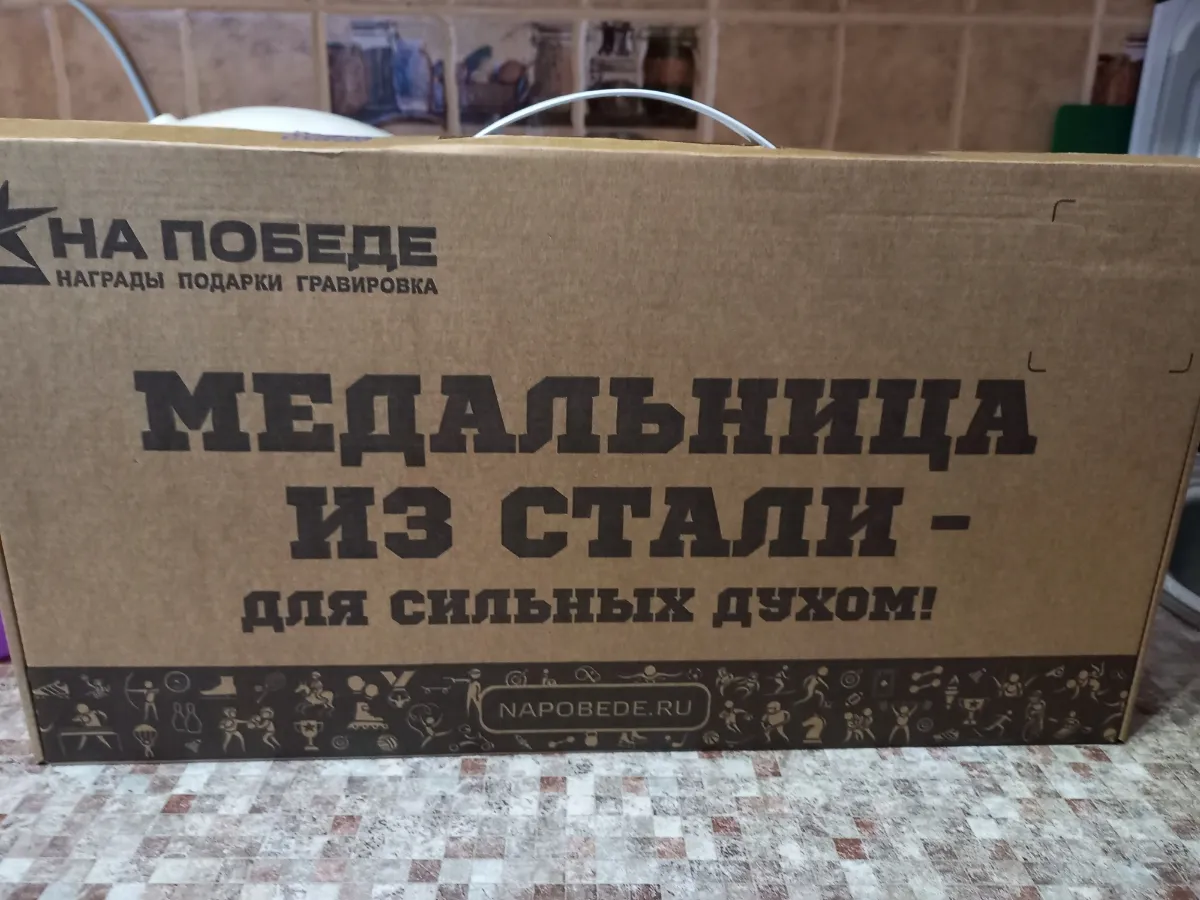 НА ПОБЕДЕ
НАГРАДЫ ПОДАРКИ ГРАВИРОВКА
МЕДАЛЬНИЦА
ИЗ СТАЛИ -
ДЛЯ СИЛЬНЫХ ДУХОМ!
NAPOBEDE.RU